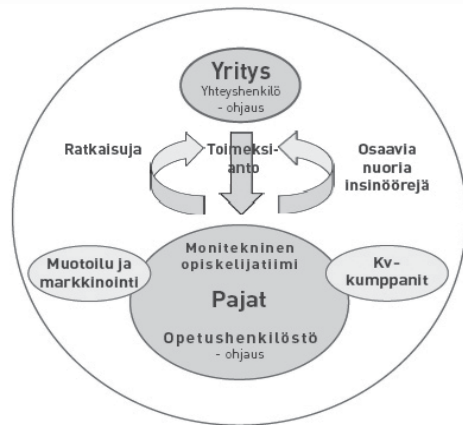 Yritys
Yhteyshenkilö
- ohjaus
Ratkaisuja
Toimeksi-
anto
Osaavia
nuoria
insinöörejä
Monitekninen
opiskelijatiimi
Muotoilu ja
markkinointi
Pajat
Kv-
kumppanit
Opetushenkilöstö
- ohjaus